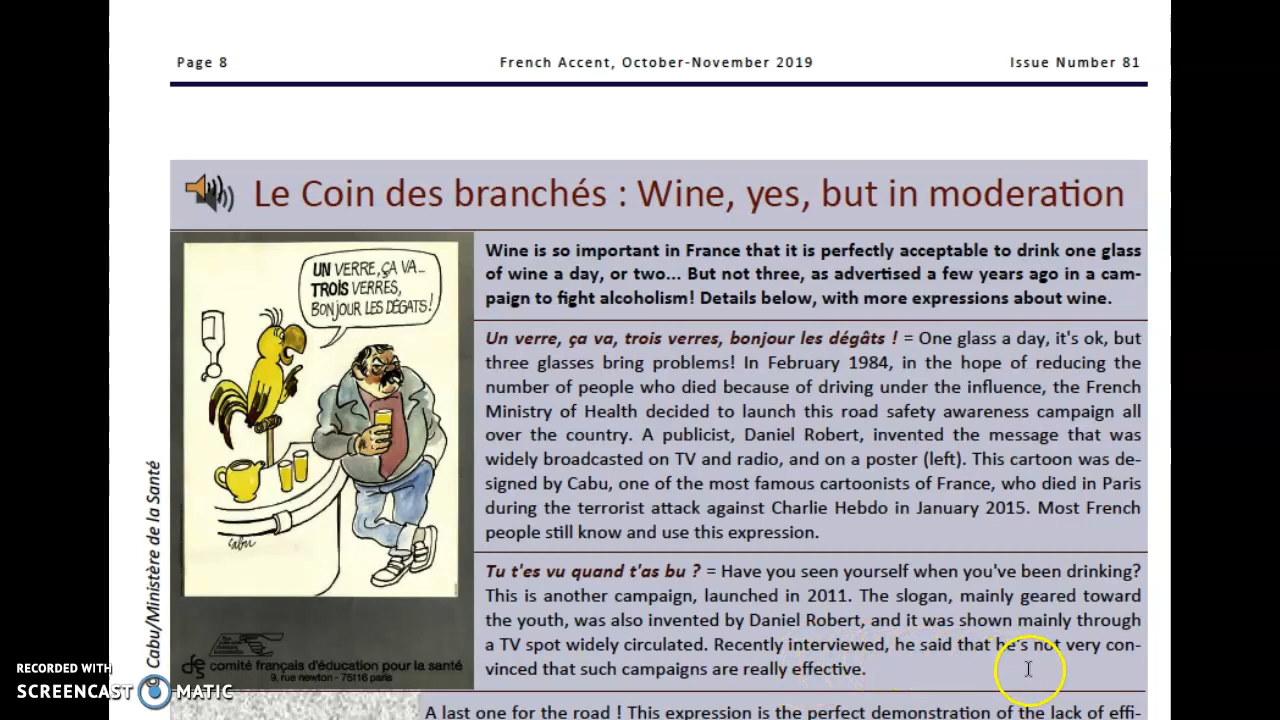 Page 8
French Accent, October-November 2019
Issue Number 81
Le Coin des branchés : Wine, yes, but in moderation
UN VERRE, ÇA VA...
TROIS VERRES,
BONJOUR LES DÉGATS!
Cabu
comité français d'éducation pour la santé
9, rue newton - 75116 paris
Cabu/Ministère de la Santé
Wine is so important in France that it is perfectly acceptable to drink one glass
of wine a day, or two... But not three, as advertised a few years ago in a cam-
paign to fight alcoholism! Details below, with more expressions about wine.
Un verre, ça va, trois verres, bonjour les dégâts ! = One glass a day, it's ok, but
three glasses bring problems! In February 1984, in the hope of reducing the
number of people who died because of driving under the influence, the French
Ministry of Health decided to launch this road safety awareness campaign all
over the country. A publicist, Daniel Robert, invented the message that was
widely broadcasted on TV and radio, and on a poster (left). This cartoon was de-
signed by Cabu, one of the most famous cartoonists of France, who died in Paris
during the terrorist attack against Charlie Hebdo in January 2015. Most French
people still know and use this expression.
Tu t'es vu quand t'as bu ? = Have you seen yourself when you've been drinking?
This is another campaign, launched in 2011. The slogan, mainly geared toward
the youth, was also invented by Daniel Robert, and it was shown mainly through
a TV spot widely circulated. Recently interviewed, he said that he's not very con-
vinced that such campaigns are really effective.
A last one for the road ! This expression is the perfect demonstration of the lack of effi-
RECORDED WITH
SCREENCAST MATIC